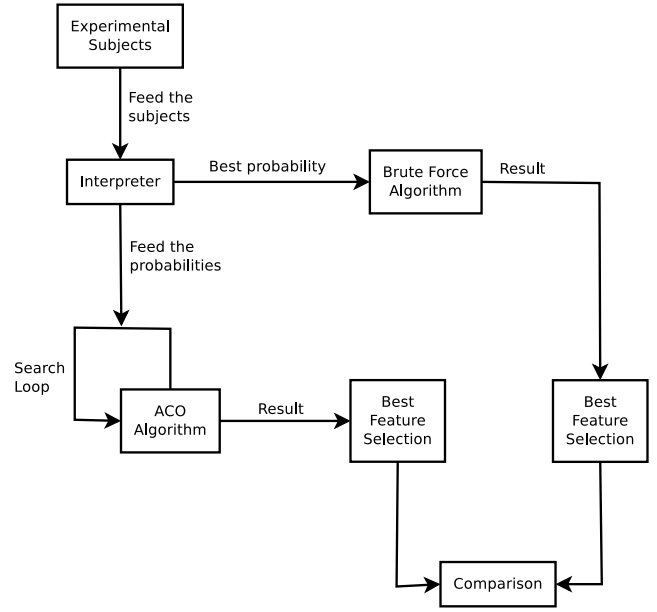 Experimental
Subjects
Feed the
subjects
Interpreter
Best probability
Brute Force
Algorithm
Result
Feed the
probabilities
Search
Loop
ACO
Algorithm
Result
Best
Feature
Selection
Best
Feature
Selection
Comparison